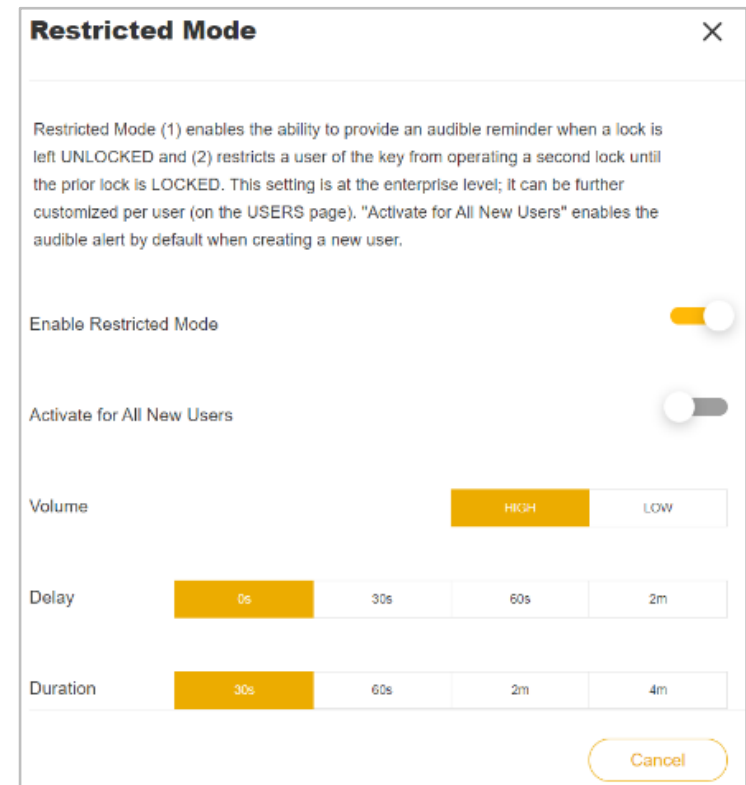 Restricted Mode
Restricted Mode (1) enables the ability to provide an audible reminder when a lock is
left UNLOCKED and (2) restricts a user of the key from operating a second lock until
the prior lock is LOCKED. This setting is at the enterprise level; it can be further
customized per user (on the USERS page). "Activate for All New Users" enables the
audible alert by default when creating a new user.
Enable Restricted Mode
Activate for All New Users
Volume HIGH LOW
Delay 0s 30s 60s 2m
Duration 30s 60s 2m 4m
Cancel